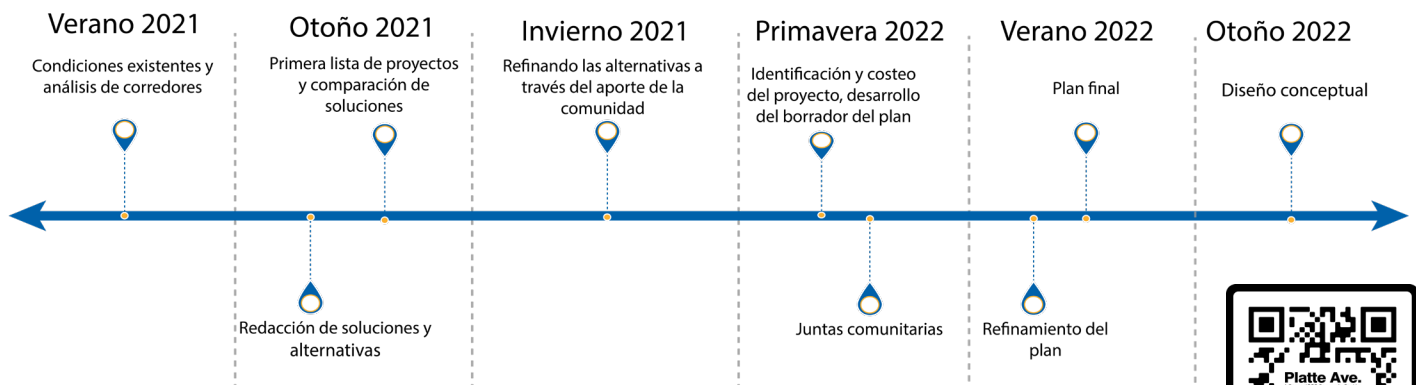 Verano 2021
Condiciones existentes y
análisis de corredores
Otoño 2021
Primera lista de proyectos
y comparación de
soluciones
Redacción de soluciones y
alternativas
Invierno 2021
Refinando las alternativas a
través del aporte de la
comunidad
Primavera 2022
Identificación y costeo
del proyecto, desarrollo
del borrador del plan
Juntas comunitarias
Verano 2022
Plan final
Refinamiento del
plan
Otoño 2022
Diseño conceptual
Platte Ave.